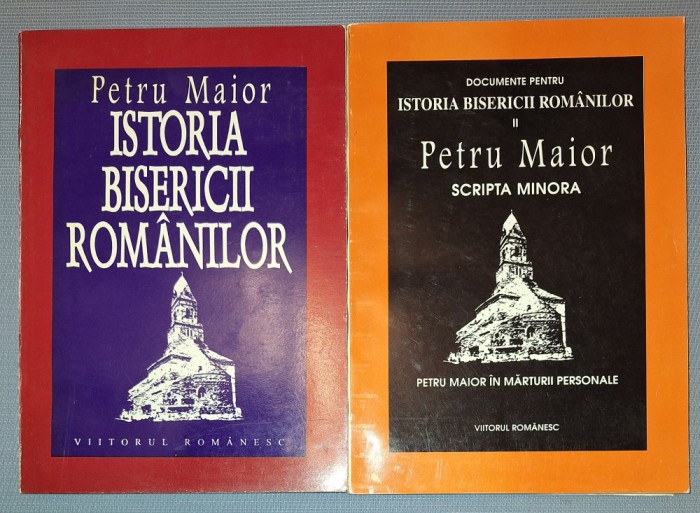 Petru Maior
ISTORIA
BISERICII
ROMÂNILOR
VIITORUL ROMÂNESC
DOCUMENTE PENTRU
ISTORIA BISERICII ROMÂNILOR
II
Petru Maior
SCRIPTA MINORA
PETRU MAIOR ÎN MĂRTURII PERSONALE
VIITORUL ROMÂNESC